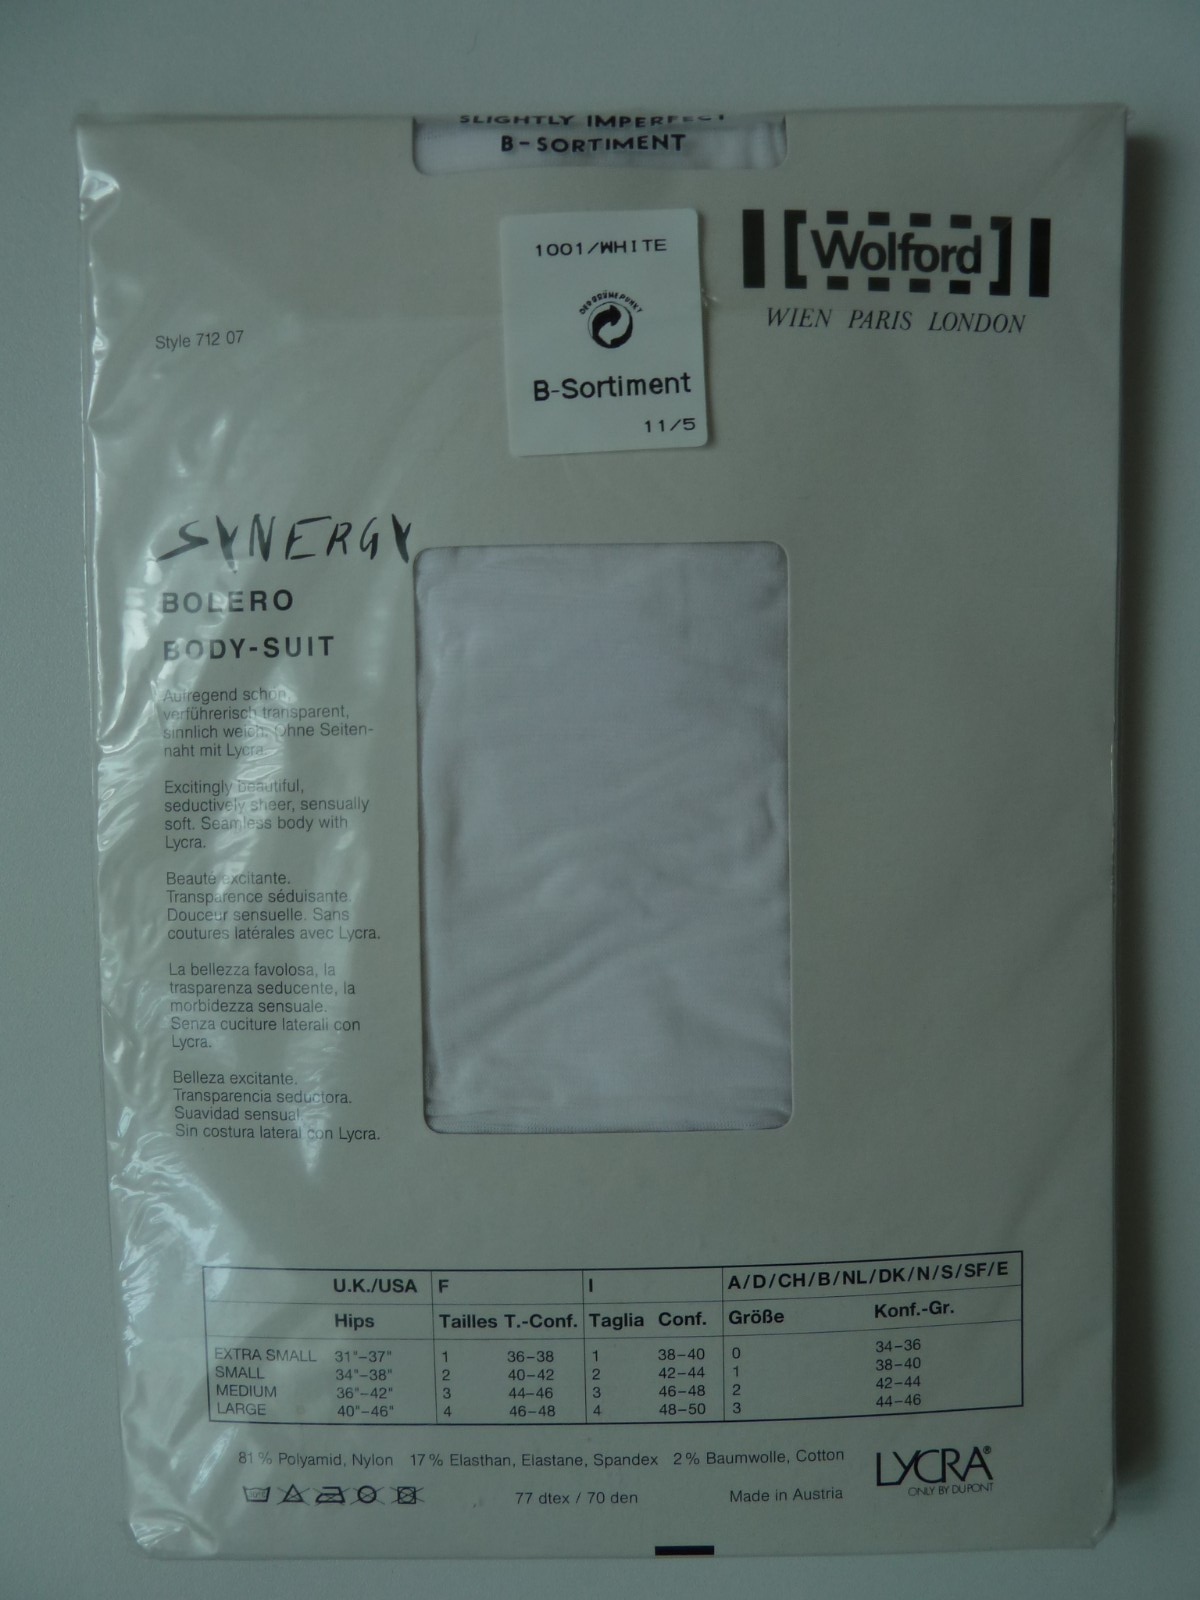 SLIGHTLY IMPERFECT
B-SORTIMENT
1001/WHITE
DER GRÜNE PUNKT
B-Sortiment
11/5
Wolford
WIEN PARIS LONDON
Style 712 07
SYNERGY
BOLERO
BODY-SUIT
Aufregend schön,
verführerisch transparent,
sinnlich weich. Ohne Seiten-
naht mit Lycra.
Excitingly beautiful,
seductively sheer, sensually
soft. Seamless body with
Lycra.
Beauté excitante.
Transparence séduisante.
Douceur sensuelle. Sans
coutures latérales avec Lycra.
La bellezza favolosa, la
trasparenza seducente, la
morbidezza sensuale.
Senza cuciture laterali con
Lycra.
Belleza excitante.
Transparencia seductora.
Suavidad sensual.
Sin costura lateral con Lycra.
U.K./USA F I A/D/CH/B/NL/DK/N/S/SF/E
Hips Tailles T.-Conf. Taglia Conf. Größe Konf.-Gr.
EXTRA SMALL 31"-37" 1 36-38 1 38-40 0 34-36
SMALL 34"-38" 2 40-42 2 42-44 1 38-40
MEDIUM 36"-42" 3 44-46 3 46-48 2 42-44
LARGE 40"-46" 4 46-48 4 48-50 3 44-46
81% Polyamid, Nylon 17% Elasthan, Elastane, Spandex 2% Baumwolle, Cotton
LYCRA®
ONLY BY DU PONT
77 dtex / 70 den Made in Austria